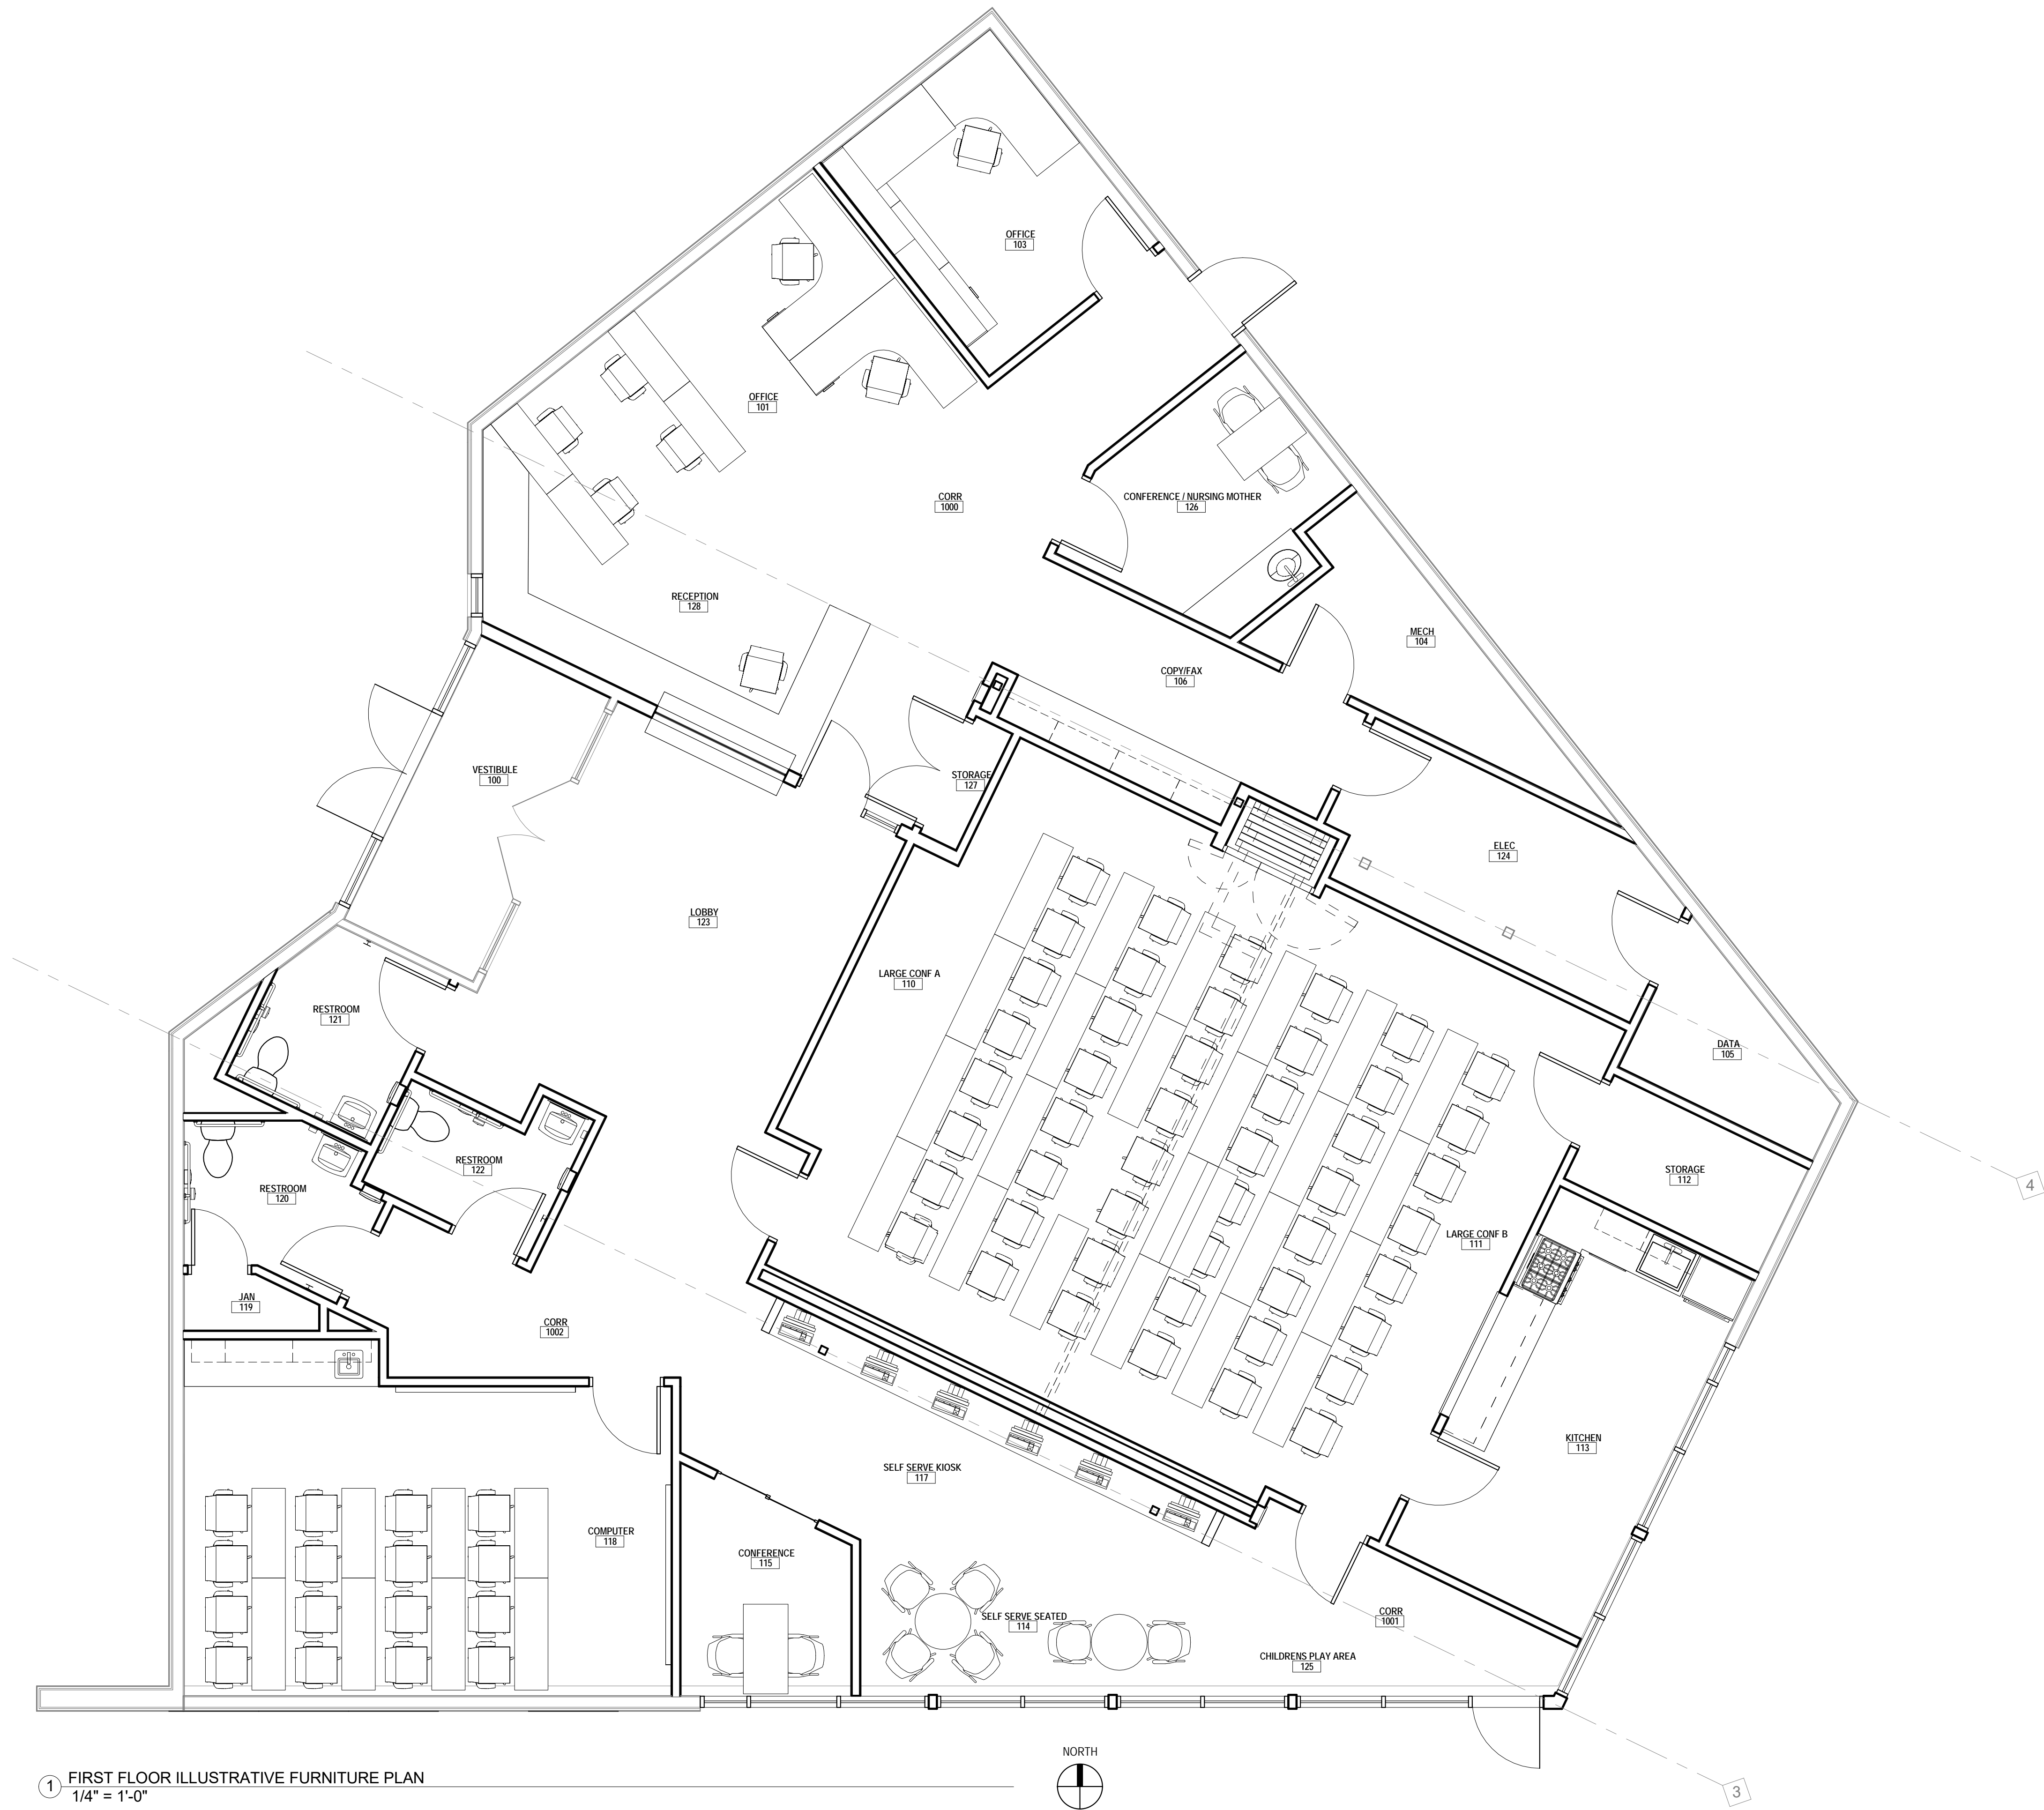 OFFICE
103
OFFICE
101
CORR
1000
CONFERENCE / NURSING MOTHER
126
RECEPTION
128
MECH
104
COPY/FAX
106
VESTIBULE
100
STORAGE
127
ELEC
124
LOBBY
123
LARGE CONF A
110
RESTROOM
121
DATA
105
RESTROOM
122
STORAGE
112
RESTROOM
120
4
LARGE CONF B
111
JAN
119
CORR
1002
KITCHEN
113
SELF SERVE KIOSK
117
COMPUTER
118
CONFERENCE
115
SELF SERVE SEATED
114
CORR
1001
CHILDRENS PLAY AREA
125
NORTH
3
1 FIRST FLOOR ILLUSTRATIVE FURNITURE PLAN
1/4" = 1'-0"